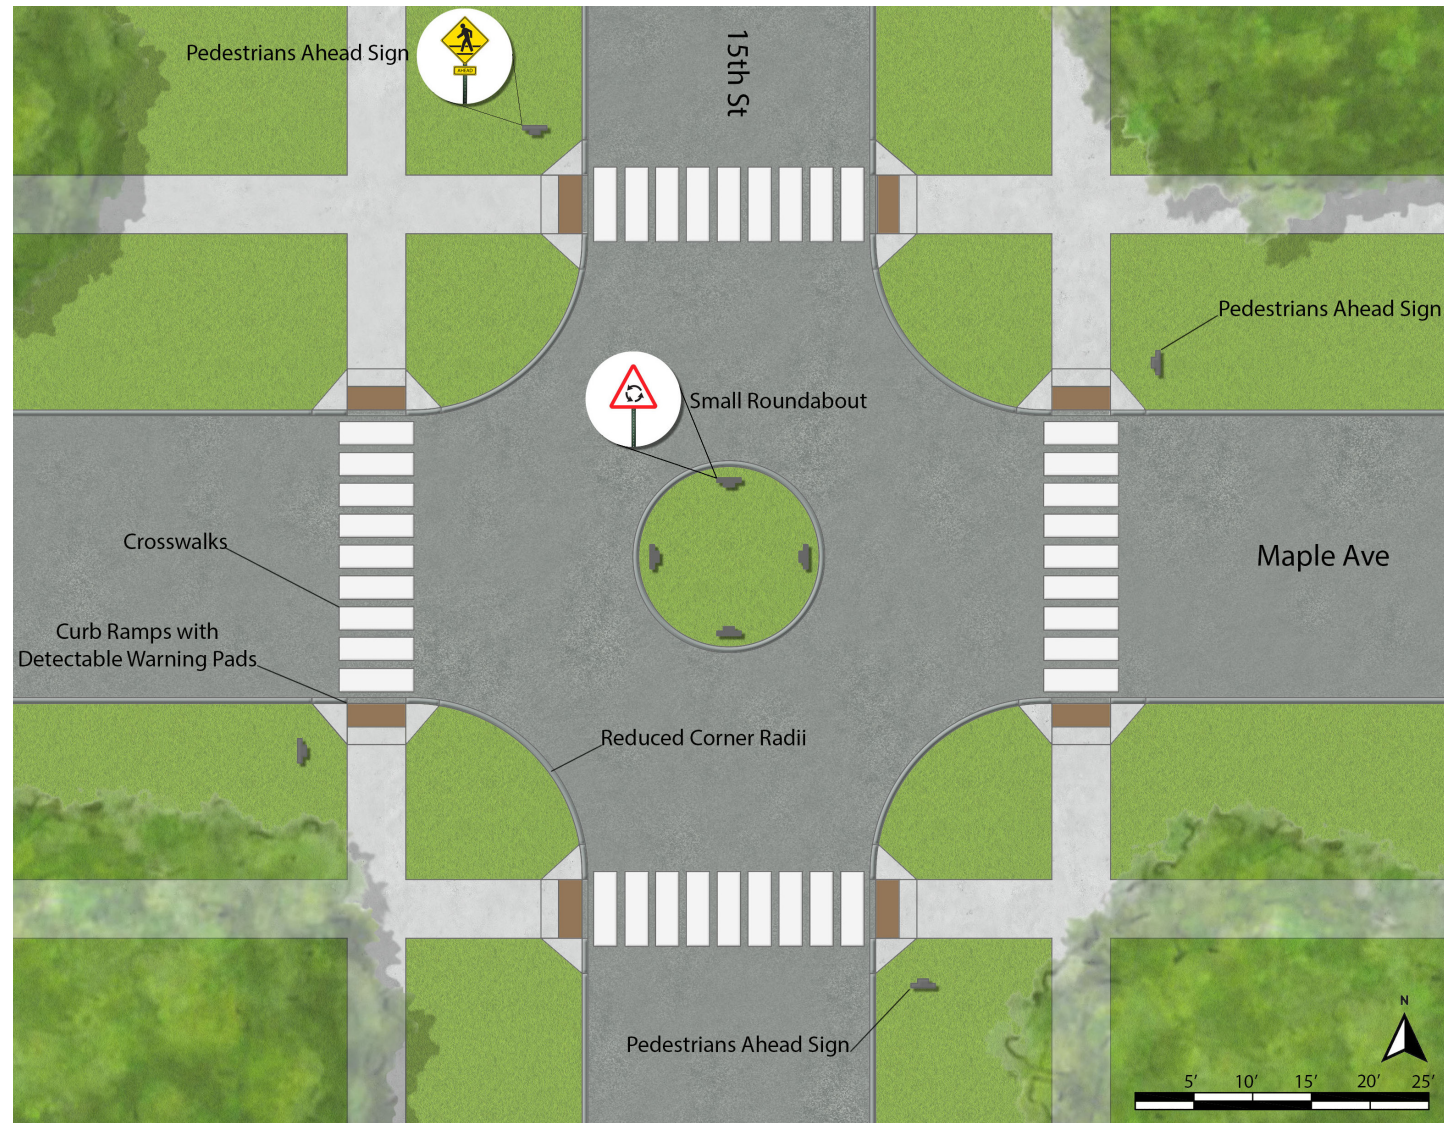 Pedestrians Ahead Sign
AHEAD
15th St
Pedestrians Ahead Sign
Small Roundabout
Crosswalks
Maple Ave
Curb Ramps with
Detectable Warning Pads
Reduced Corner Radii
Pedestrians Ahead Sign
N
5’ 10’ 15’ 20’ 25’